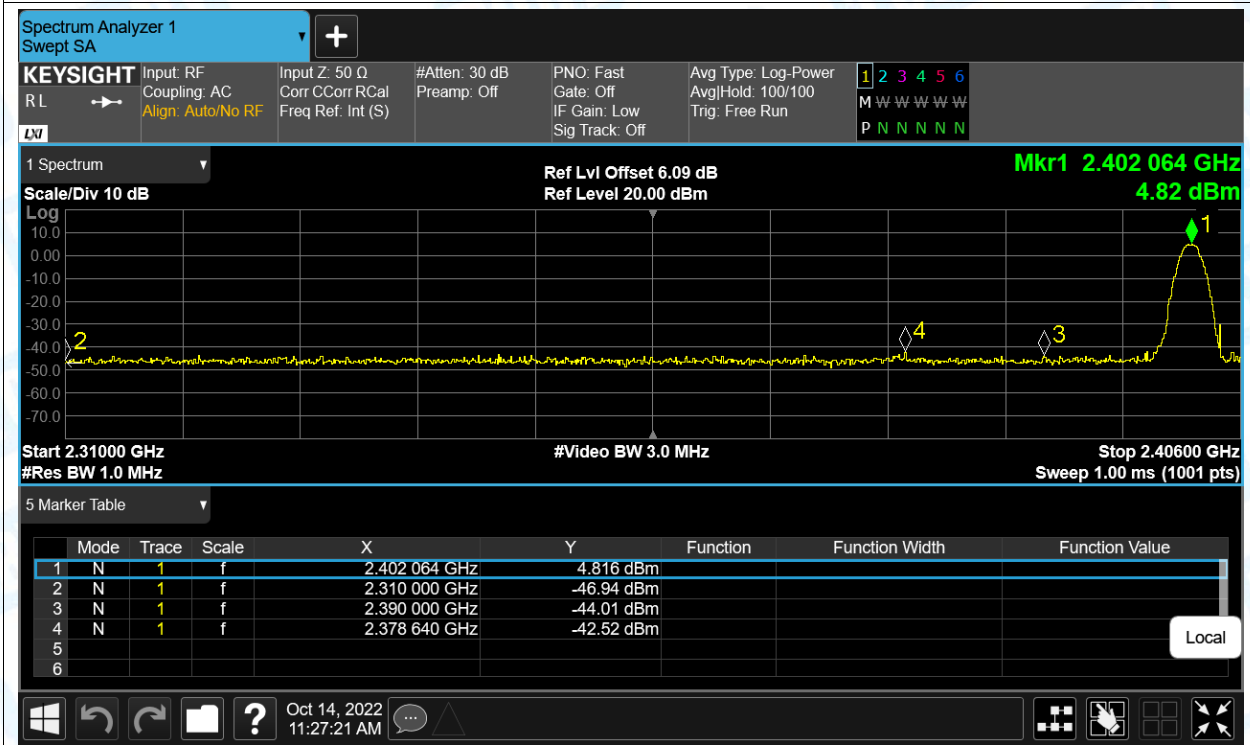 Spectrum Analyzer 1
Swept SA
KEYSIGHT
R L
LXI
Input: RF
Coupling: AC
Align: Auto/No RF
Input Z: 50 Ω
Corr CCorr RCal
Freq Ref: Int (S)
#Atten: 30 dB
Preamp: Off
PNO: Fast
Gate: Off
IF Gain: Low
Sig Track: Off
Avg Type: Log-Power
Avg|Hold: 100/100
Trig: Free Run
1 2 3 4 5 6
M W W W W W
P N N N N N
1 Spectrum
Scale/Div 10 dB
Ref Lvl Offset 6.09 dB
Ref Level 20.00 dBm
Mkr1 2.402 064 GHz
4.82 dBm
Log
10.0
0.00
-10.0
-20.0
-30.0
-40.0
-50.0
-60.0
-70.0
2
4
3
1
Start 2.31000 GHz
#Res BW 1.0 MHz
#Video BW 3.0 MHz
Stop 2.40600 GHz
Sweep 1.00 ms (1001 pts)
5 Marker Table
Mode Trace Scale X Y Function Function Width Function Value
1 N 1 f 2.402 064 GHz 4.816 dBm
2 N 1 f 2.310 000 GHz -46.94 dBm
3 N 1 f 2.390 000 GHz -44.01 dBm
4 N 1 f 2.378 640 GHz -42.52 dBm
5
6
Local
?
Oct 14, 2022
11:27:21 AM